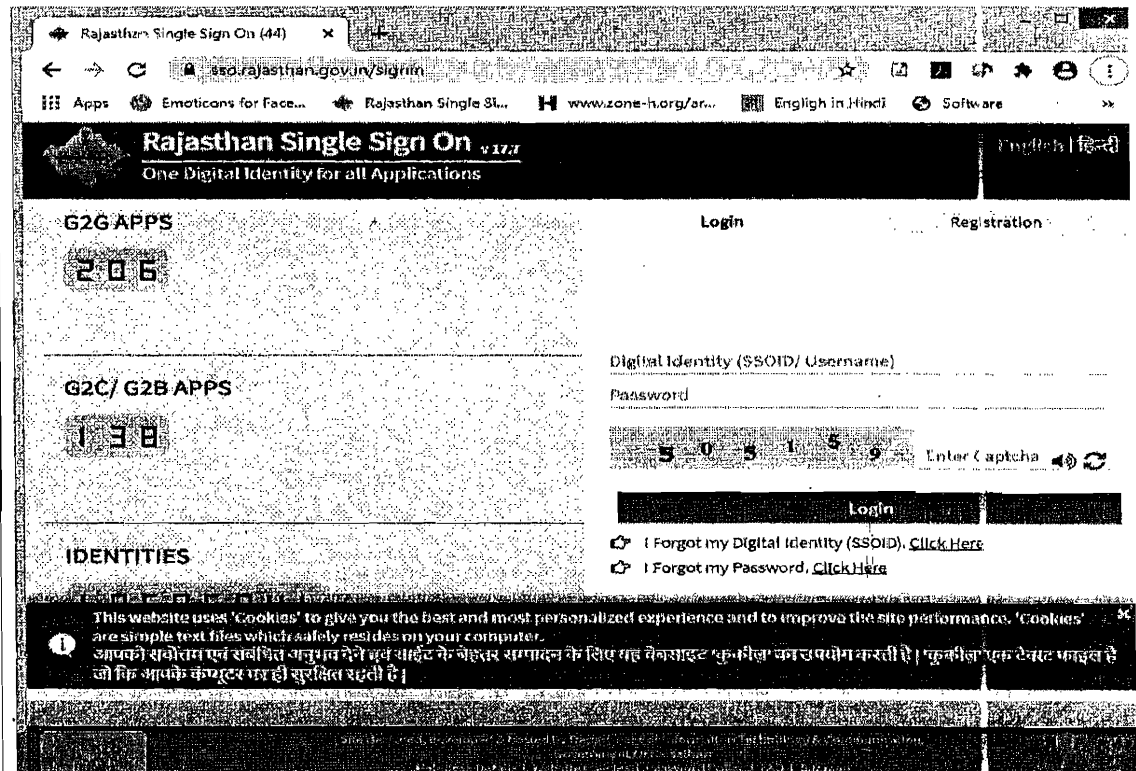 Rajasthan Single Sign On (44)
sso.rajasthan.gov.in/signin
Apps Emoticons for Face... Rajasthan Single Si... www.zone-h.org/ar... Engligh in Hindi Software »
Rajasthan Single Sign On v 17.7
One Digital Identity for all Applications
English | हिन्दी
G2G APPS
206
G2C/ G2B APPS
138
IDENTITIES
Login Registration
Digital Identity (SSOID/ Username)
Password
5 0 5 1 5 9 Enter Captcha
Login
I Forgot my Digital Identity (SSOID). Click Here
I Forgot my Password. Click Here
This website uses 'Cookies' to give you the best and most personalized experience and to improve the site performance. 'Cookies'
are simple text files which safely resides on your computer.
आपको सर्वोत्तम एवं संबंधित अनुभव देने एवं साईट के बेहतर सम्पादन के लिए यह वेबसाइट 'कुकीज़' का उपयोग करती है | 'कुकीज़' एक टेक्स्ट फाइल है
जो कि आपके कंप्यूटर पर ही सुरक्षित रहती है |